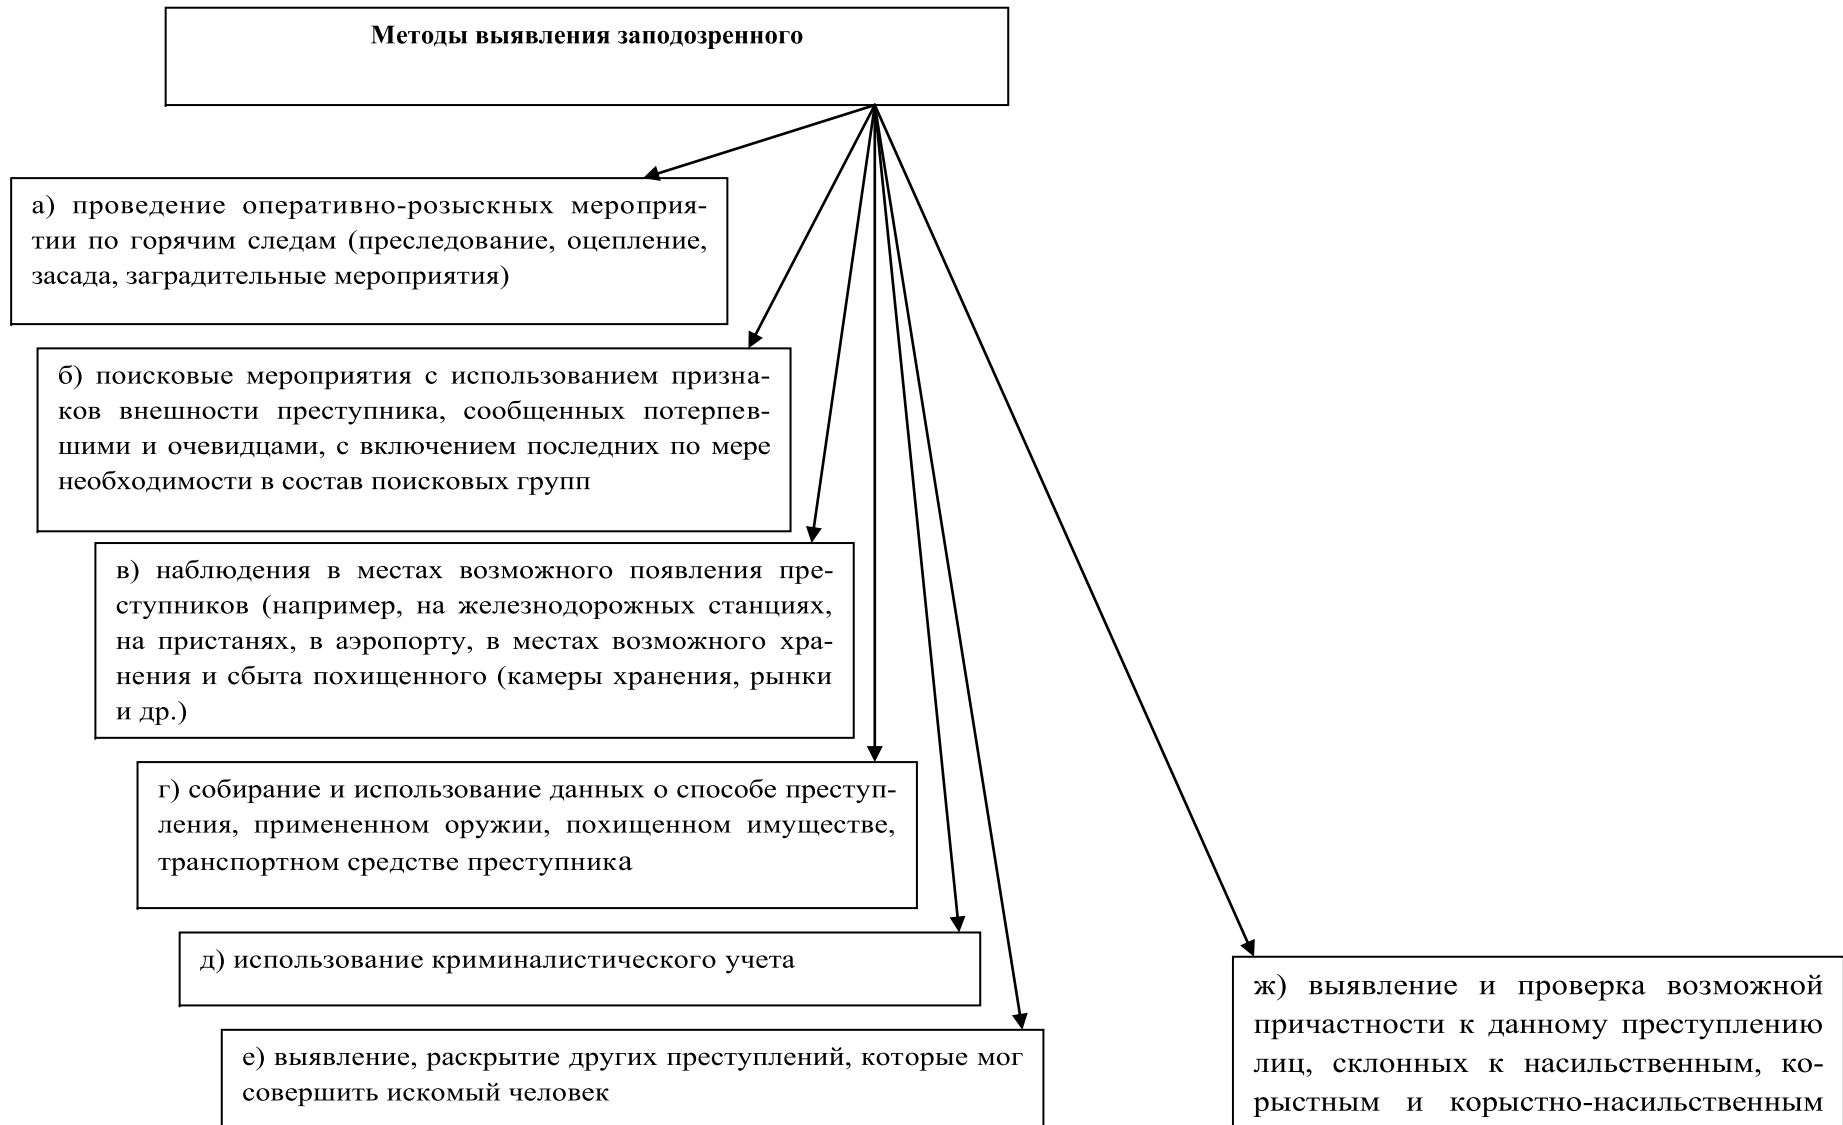 Методы выявления заподозренного
а) проведение оперативно-розыскных мероприя-
тии по горячим следам (преследование, оцепление,
засада, заградительные мероприятия)
б) поисковые мероприятия с использованием призна-
ков внешности преступника, сообщенных потерпев-
шими и очевидцами, с включением последних по мере
необходимости в состав поисковых групп
в) наблюдения в местах возможного появления пре-
ступников (например, на железнодорожных станциях,
на пристанях, в аэропорту, в местах возможного хра-
нения и сбыта похищенного (камеры хранения, рынки
и др.)
г) собирание и использование данных о способе преступ-
ления, примененном оружии, похищенном имуществе,
транспортном средстве преступника
д) использование криминалистического учета
е) выявление, раскрытие других преступлений, которые мог
совершить искомый человек
ж) выявление и проверка возможной
причастности к данному преступлению
лиц, склонных к насильственным, ко-
рыстным и корыстно-насильственным